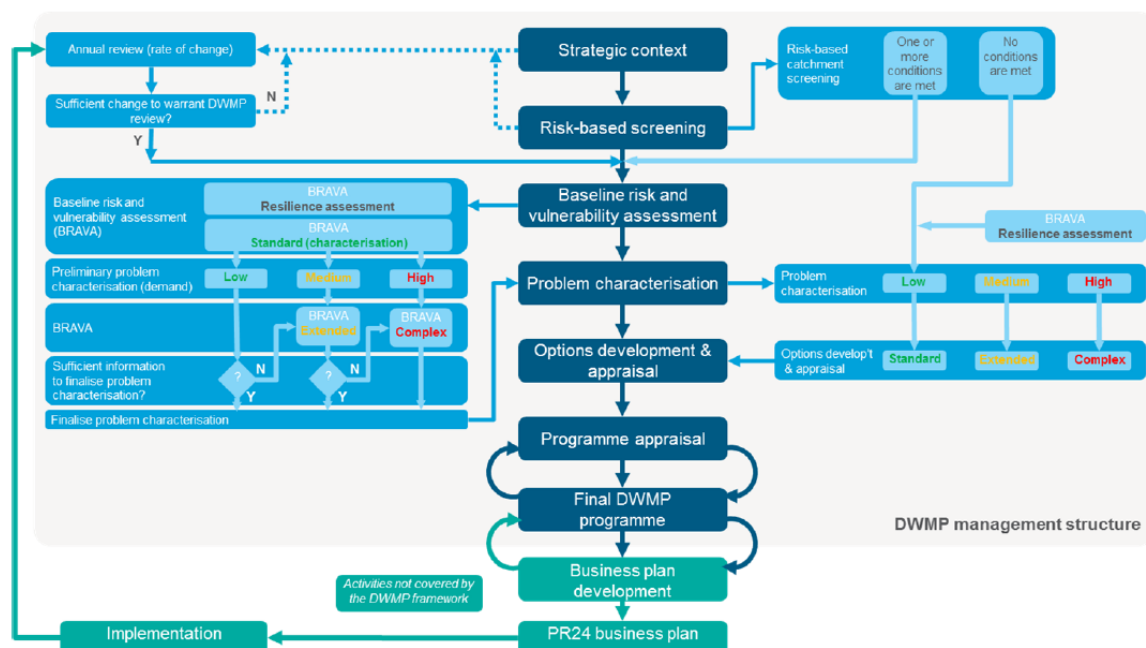 Annual review (rate of change)
Sufficient change to warrant DWMP
review?
N
Y
Strategic context
Risk-based screening
Risk-based
catchment
screening
One or
more
conditions
are met
No
conditions
are met
Baseline risk and
vulnerability assessment
Baseline risk
and vulnerability
assessment
(BRAVA)
BRAVA
Resilience assessment
BRAVA
Standard (characterisation)
BRAVA
Resilience assessment
Preliminary problem
characterisation (demand)
Low
Medium
High
Problem characterisation
Problem
characterisation
Low
Medium
High
BRAVA
BRAVA
Extended
BRAVA
Complex
Options development &
appraisal
Options develop't
& appraisal
Standard
Extended
Complex
Sufficient information
to finalise problem
characterisation?
?
N
Y
?
N
Y
Finalise problem characterisation
Programme appraisal
Final DWMP
programme
DWMP management structure
Business plan
development
Activities not covered by
the DWMP framework
Implementation
PR24 business plan